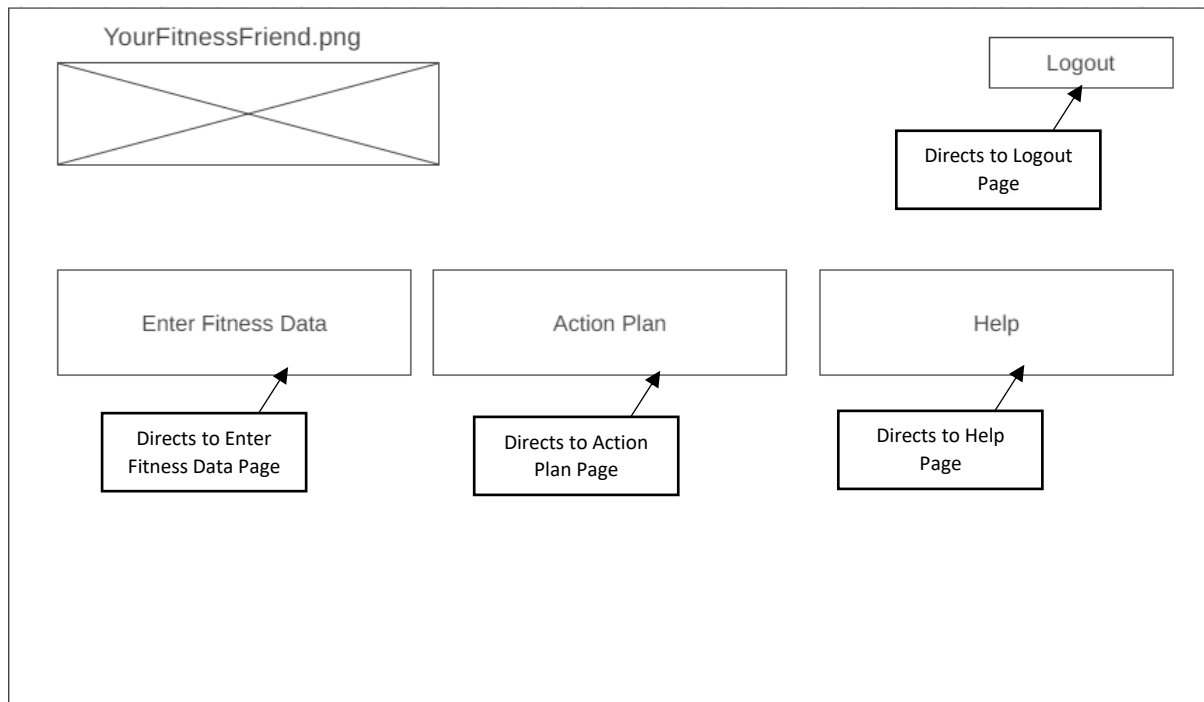 YourFitnessFriend.png
Logout
Directs to Logout
Page
Enter Fitness Data
Action Plan
Help
Directs to Enter
Fitness Data Page
Directs to Action
Plan Page
Directs to Help
Page